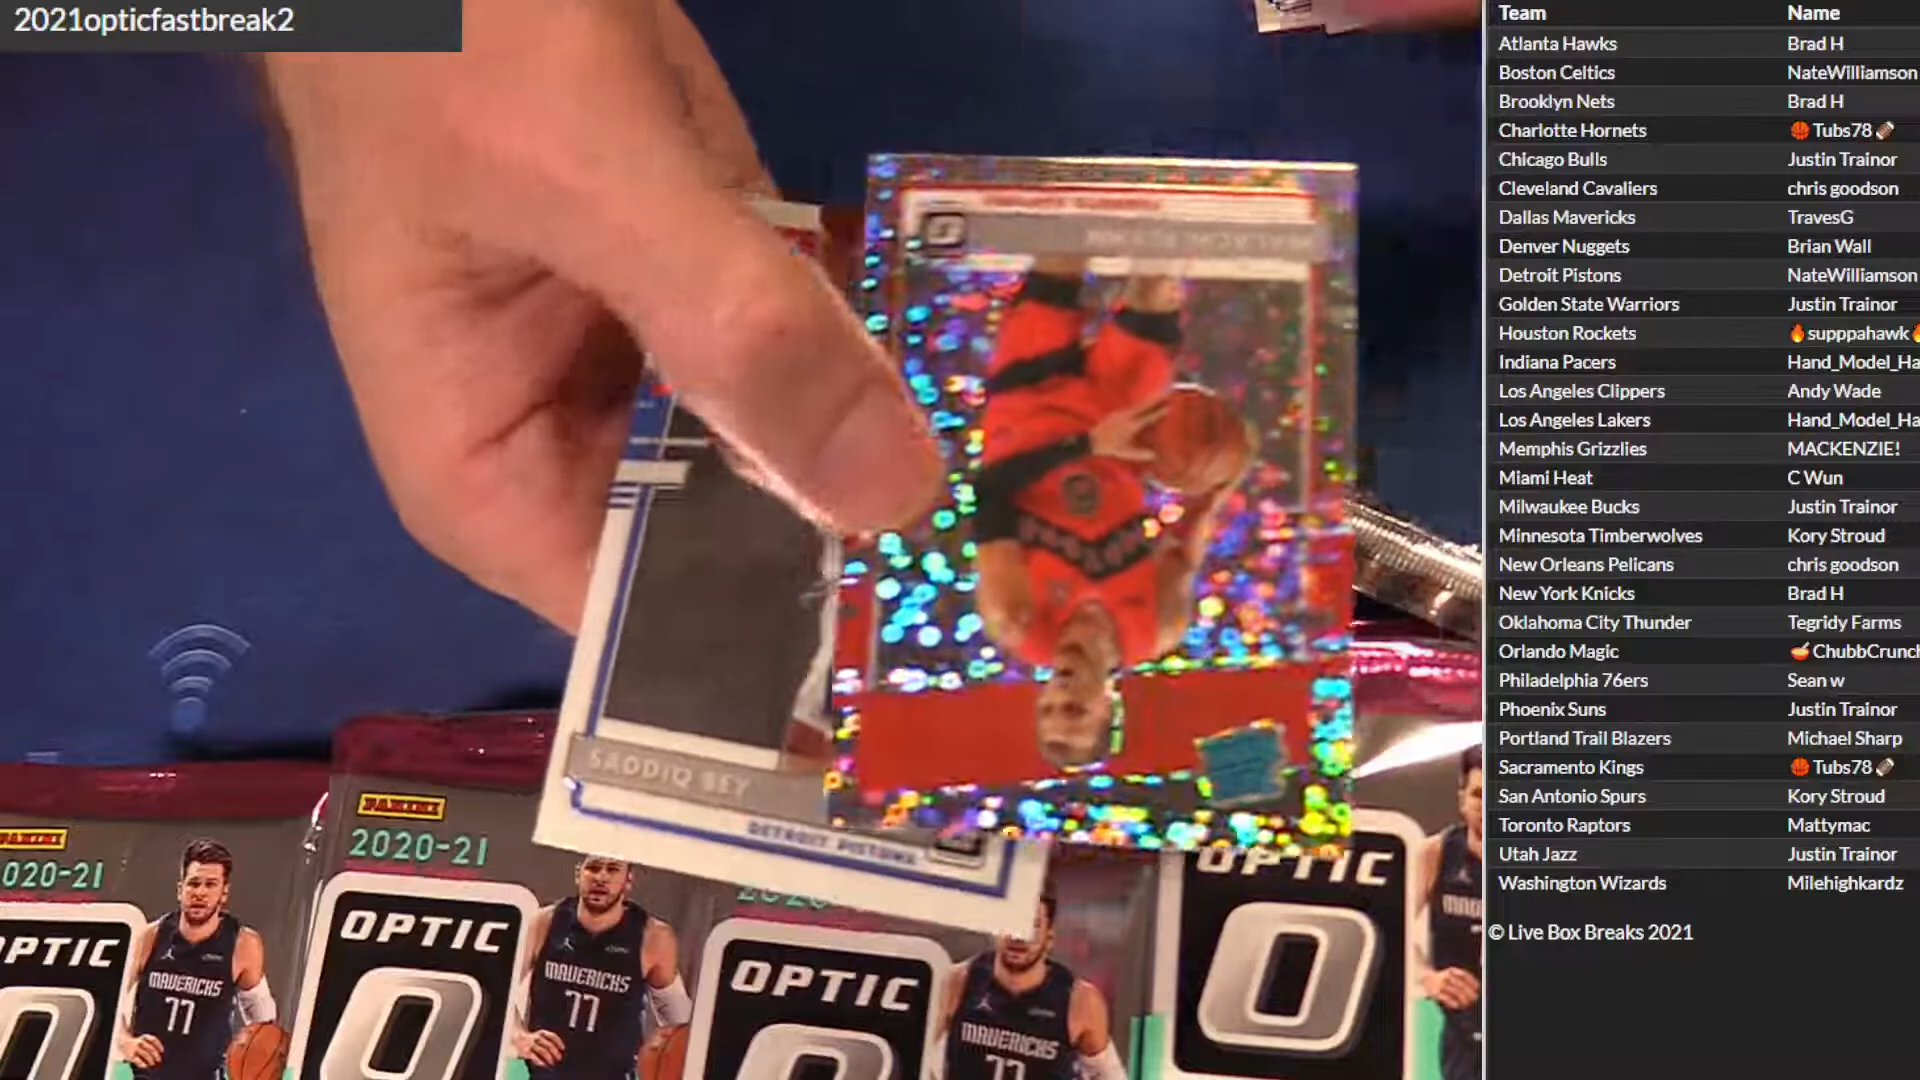 2021opticfastbreak2
Team Name
Atlanta Hawks Brad H
Boston Celtics NateWilliamson
Brooklyn Nets Brad H
Charlotte Hornets 🏀 Tubs78 🏈
Chicago Bulls Justin Trainor
Cleveland Cavaliers chris goodson
Dallas Mavericks TravesG
Denver Nuggets Brian Wall
Detroit Pistons NateWilliamson
Golden State Warriors Justin Trainor
Houston Rockets 🔥supppahawk🔥
Indiana Pacers Hand_Model_Ha
Los Angeles Clippers Andy Wade
Los Angeles Lakers Hand_Model_Ha
Memphis Grizzlies MACKENZIE!
Miami Heat C Wun
Milwaukee Bucks Justin Trainor
Minnesota Timberwolves Kory Stroud
New Orleans Pelicans chris goodson
New York Knicks Brad H
Oklahoma City Thunder Tegridy Farms
Orlando Magic 🥣 ChubbCrunch
Philadelphia 76ers Sean w
Phoenix Suns Justin Trainor
Portland Trail Blazers Michael Sharp
Sacramento Kings 🏀 Tubs78 🏈
San Antonio Spurs Kory Stroud
Toronto Raptors Mattymac
Utah Jazz Justin Trainor
Washington Wizards Milehighkardz
© Live Box Breaks 2021
SADDIQ BEY
DETROIT PISTONS
PANINI
020-21
PTIC
MAVERICKS
77
PANINI
2020-21
OPTIC
MAVERICKS
77
OPTIC
MAVERICKS
77
OPTIC